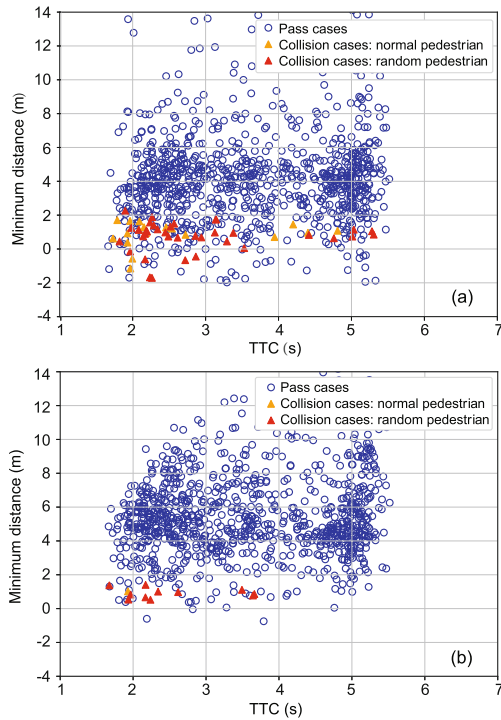 14
12
10
8
6
4
2
0
-2
-4
Minimum distance (m)
Pass cases
Collision cases: normal pedestrian
Collision cases: random pedestrian
(a)
1 2 3 4 5 6 7
TTC (s)
14
12
10
8
6
4
2
0
-2
-4
Minimum distance (m)
Pass cases
Collision cases: normal pedestrian
Collision cases: random pedestrian
(b)
1 2 3 4 5 6 7
TTC (s)